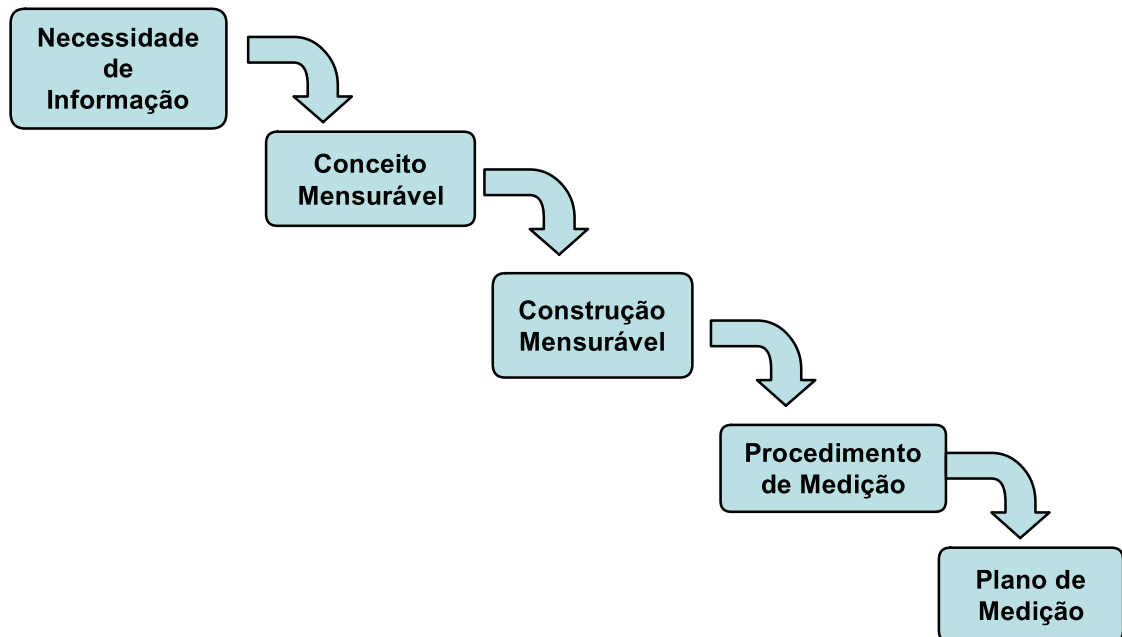 Necessidade
de
Informação
Conceito
Mensurável
Construção
Mensurável
Procedimento
de Medição
Plano de
Medição